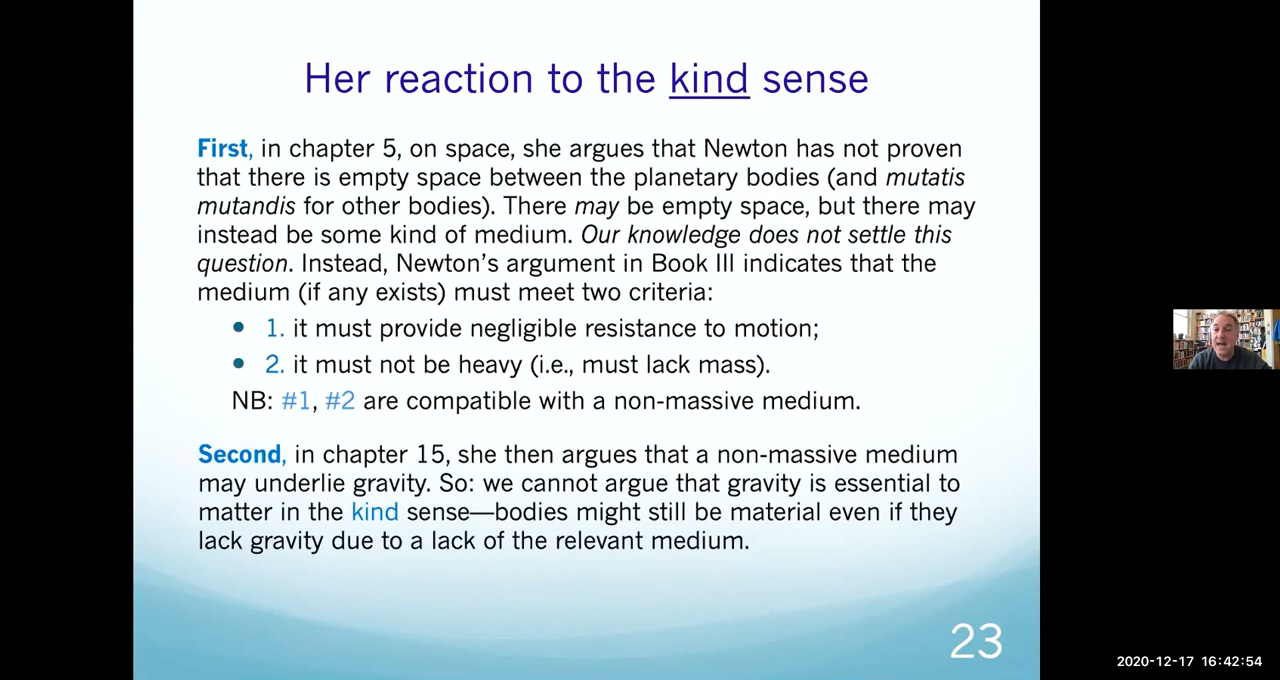 Her reaction to the kind sense
First, in chapter 5, on space, she argues that Newton has not proven
that there is empty space between the planetary bodies (and mutatis
mutandis for other bodies). There may be empty space, but there may
instead be some kind of medium. Our knowledge does not settle this
question. Instead, Newton’s argument in Book III indicates that the
medium (if any exists) must meet two criteria:
• 1. it must provide negligible resistance to motion;
• 2. it must not be heavy (i.e., must lack mass).
NB: #1, #2 are compatible with a non-massive medium.
Second, in chapter 15, she then argues that a non-massive medium
may underlie gravity. So: we cannot argue that gravity is essential to
matter in the kind sense—bodies might still be material even if they
lack gravity due to a lack of the relevant medium.
23
2020-12-17 16:42:54